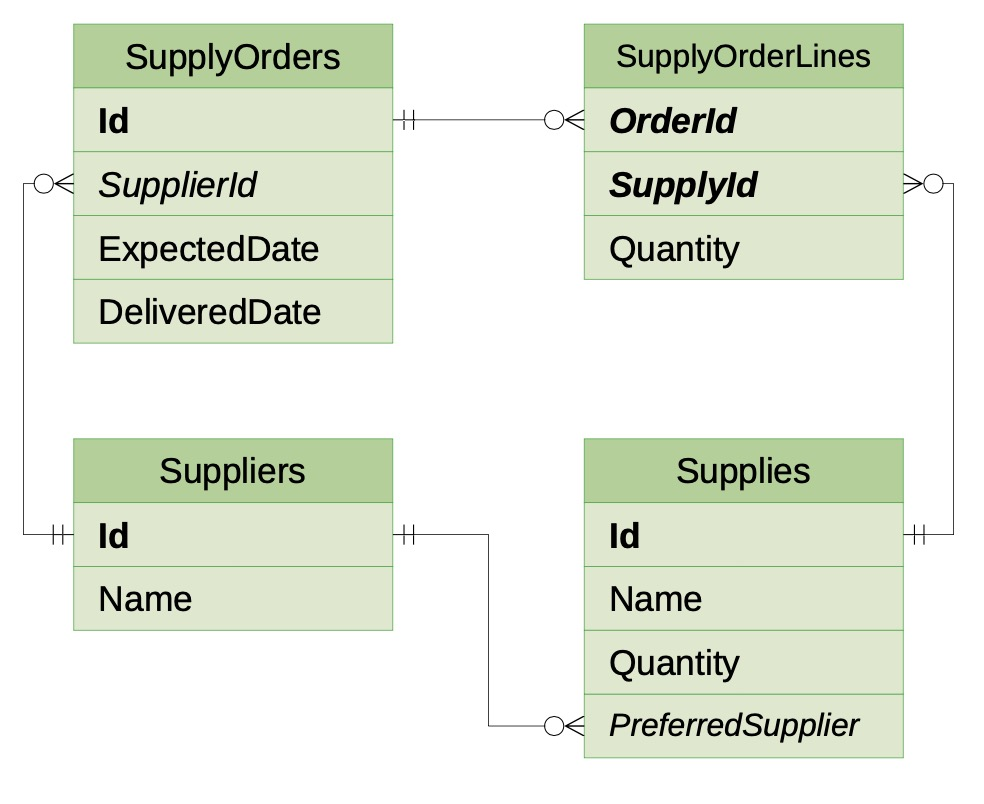 SupplyOrders
Id
SupplierId
ExpectedDate
DeliveredDate
SupplyOrderLines
OrderId
SupplyId
Quantity
Suppliers
Id
Name
Supplies
Id
Name
Quantity
PreferredSupplier